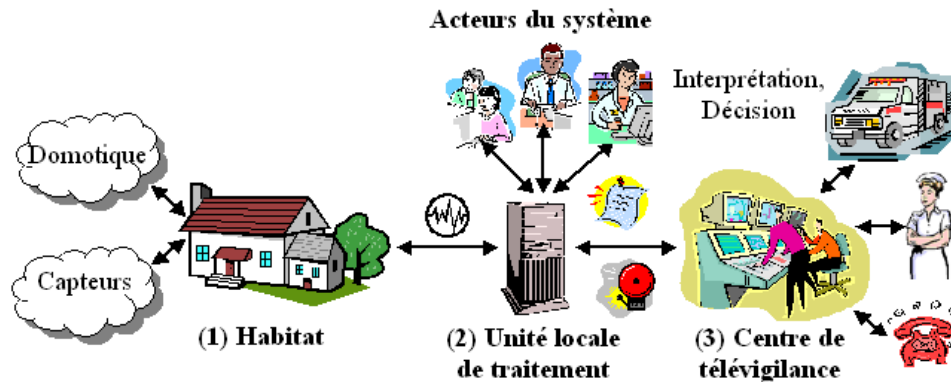 Acteurs du système
Interprétation,
Décision
Domotique
Capteurs
(1) Habitat
(2) Unité locale
de traitement
(3) Centre de
télévigilance